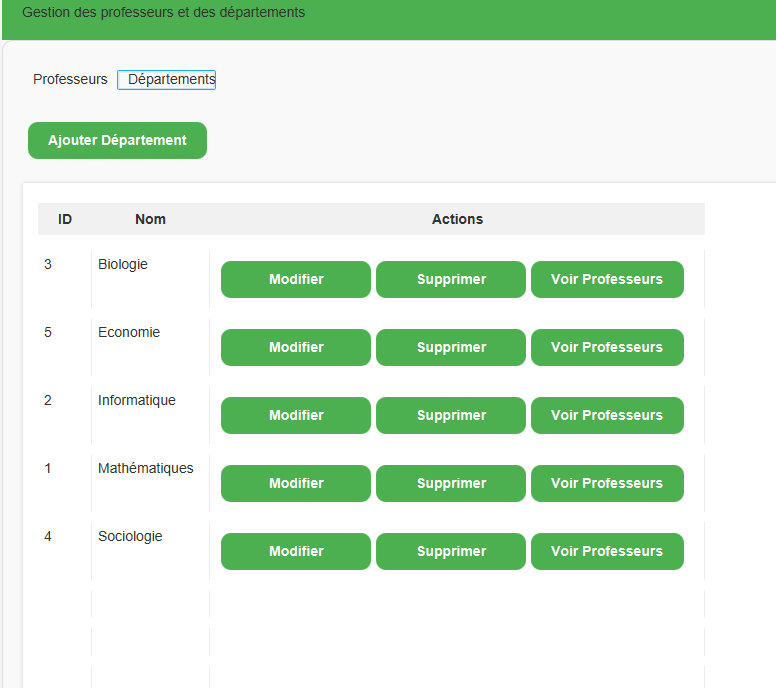 Gestion des professeurs et des départements
Professeurs Départements
Ajouter Département
ID Nom Actions
3 Biologie Modifier Supprimer Voir Professeurs
5 Economie Modifier Supprimer Voir Professeurs
2 Informatique Modifier Supprimer Voir Professeurs
1 Mathématiques Modifier Supprimer Voir Professeurs
4 Sociologie Modifier Supprimer Voir Professeurs